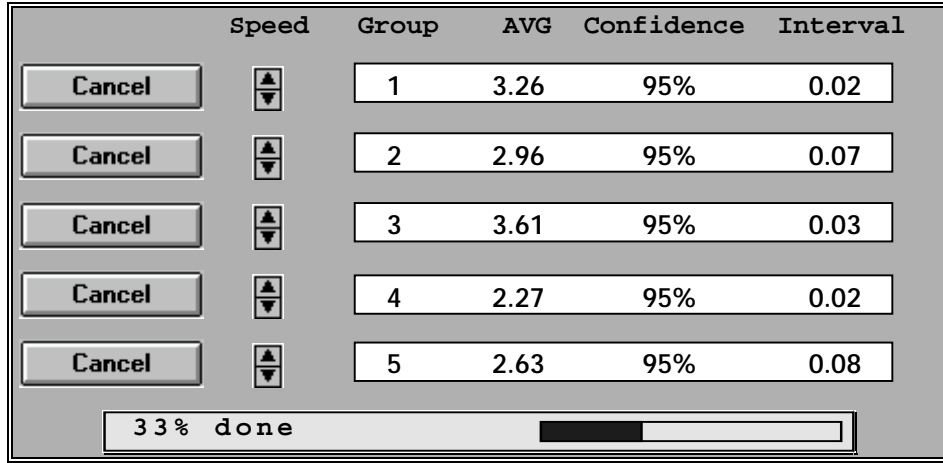 Speed Group AVG Confidence Interval
Cancel 1 3.26 95% 0.02
Cancel 2 2.96 95% 0.07
Cancel 3 3.61 95% 0.03
Cancel 4 2.27 95% 0.02
Cancel 5 2.63 95% 0.08
33% done